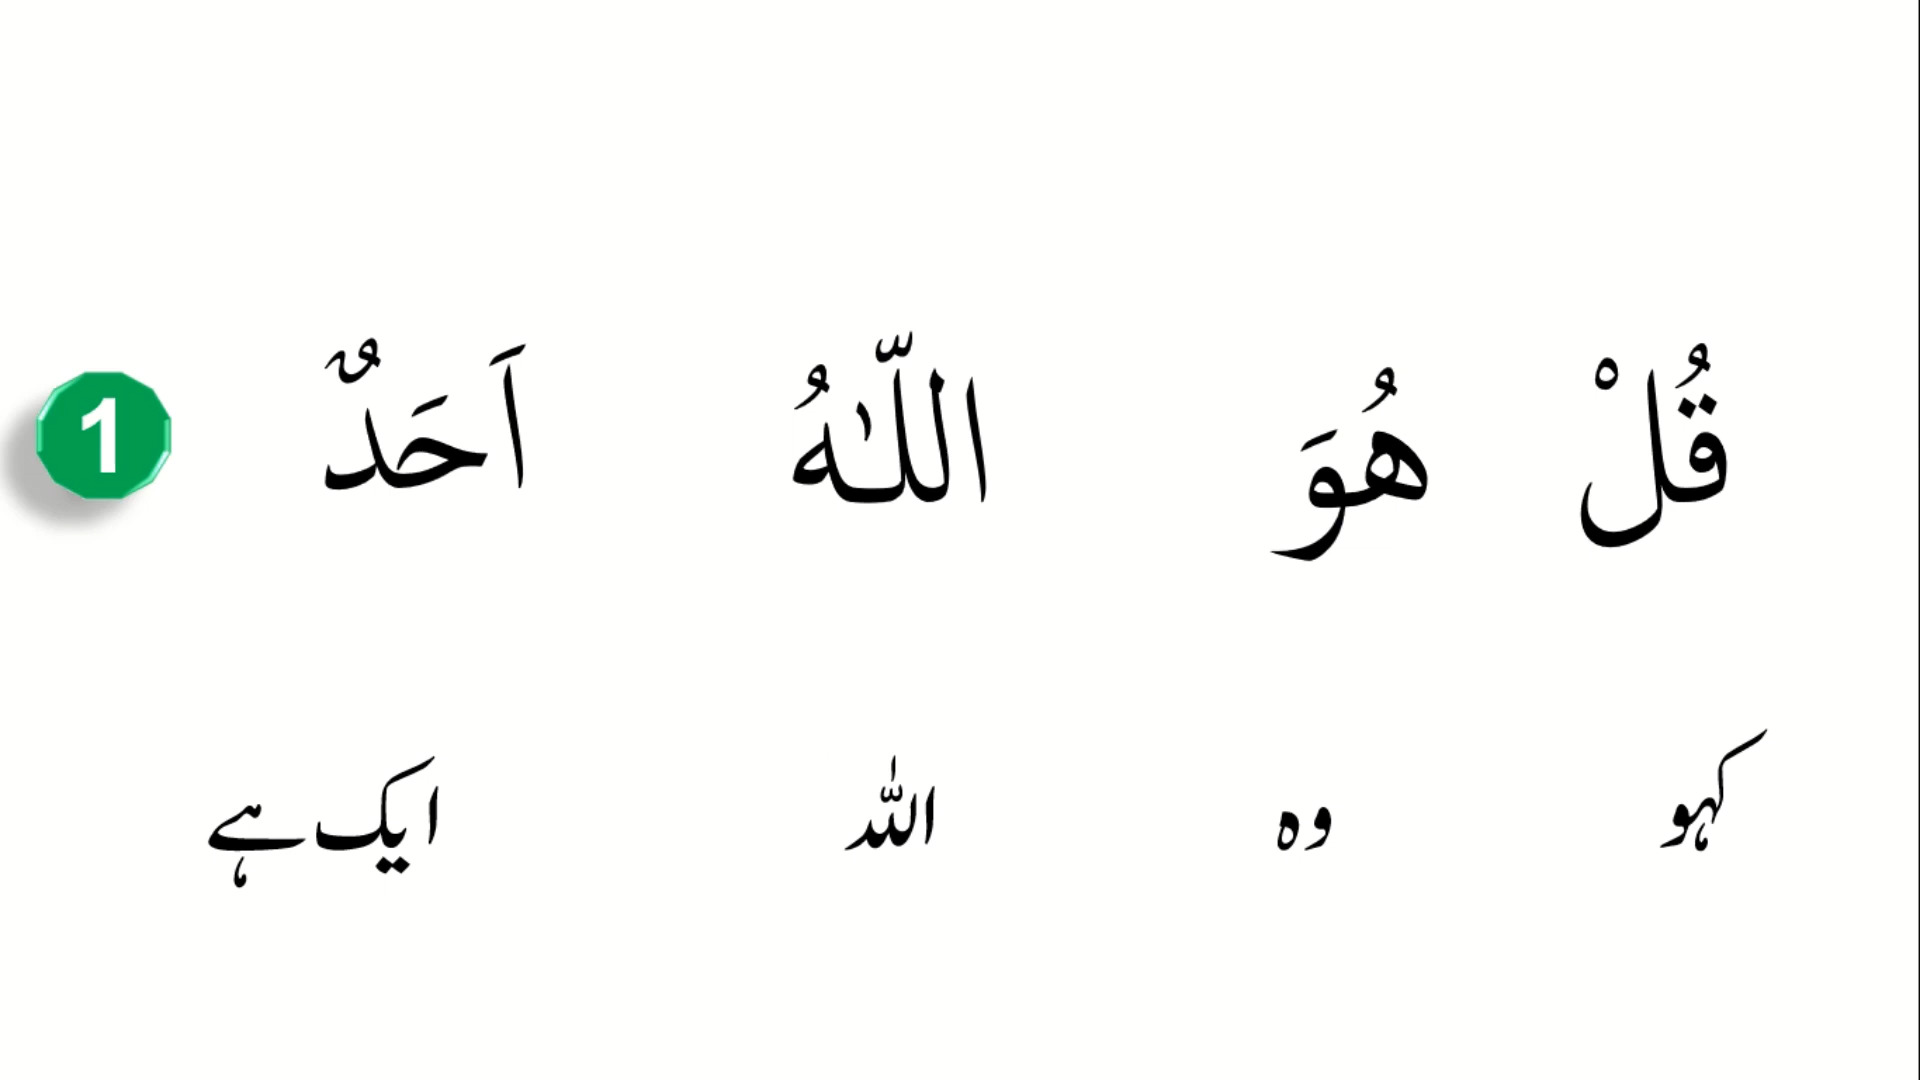 قُلْ هُوَ اللّٰهُ اَحَدٌ 1
کہو وہ اللہ ایک ہے